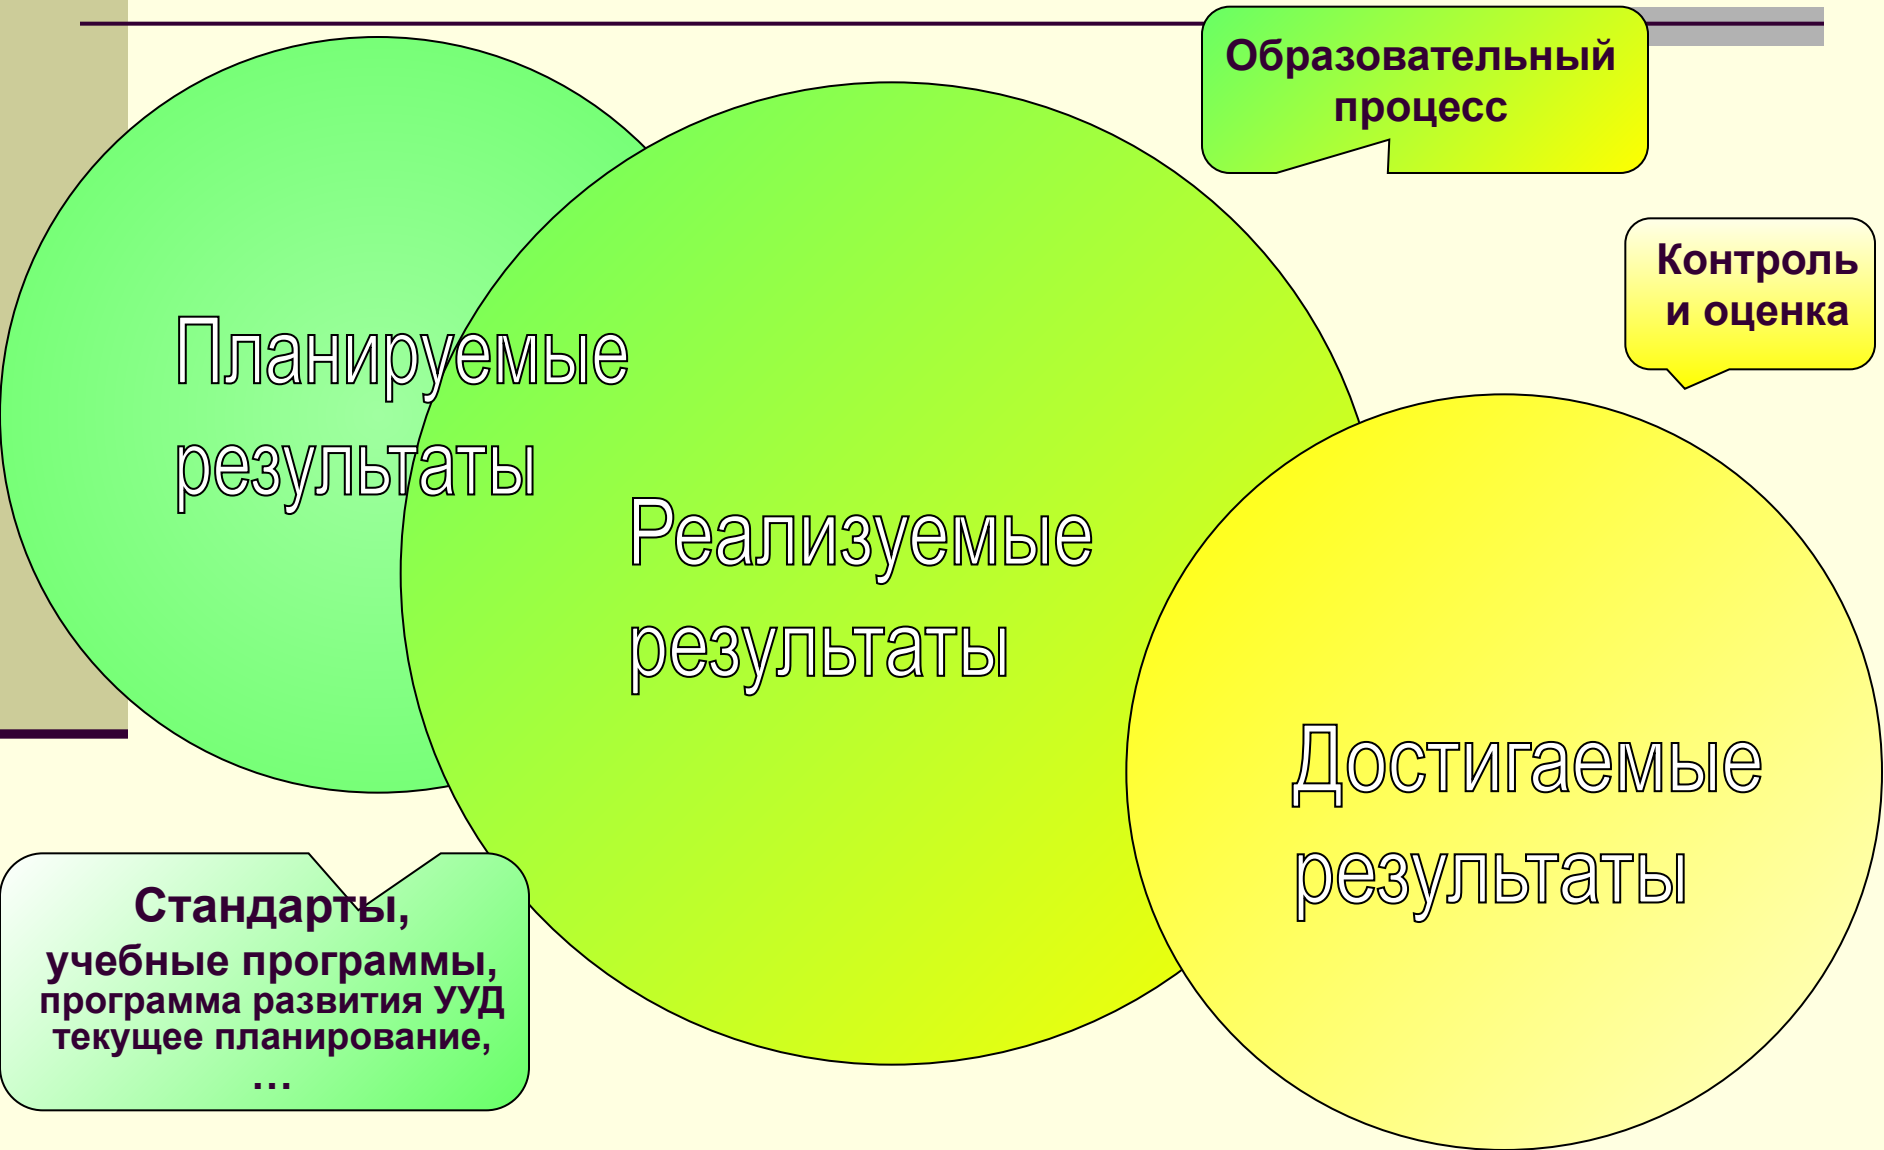 Образовательный
процесс
Контроль
и оценка
Планируемые
результаты
Реализуемые
результаты
Достигаемые
результаты
Стандарты,
учебные программы,
программа развития УУД
текущее планирование,
…